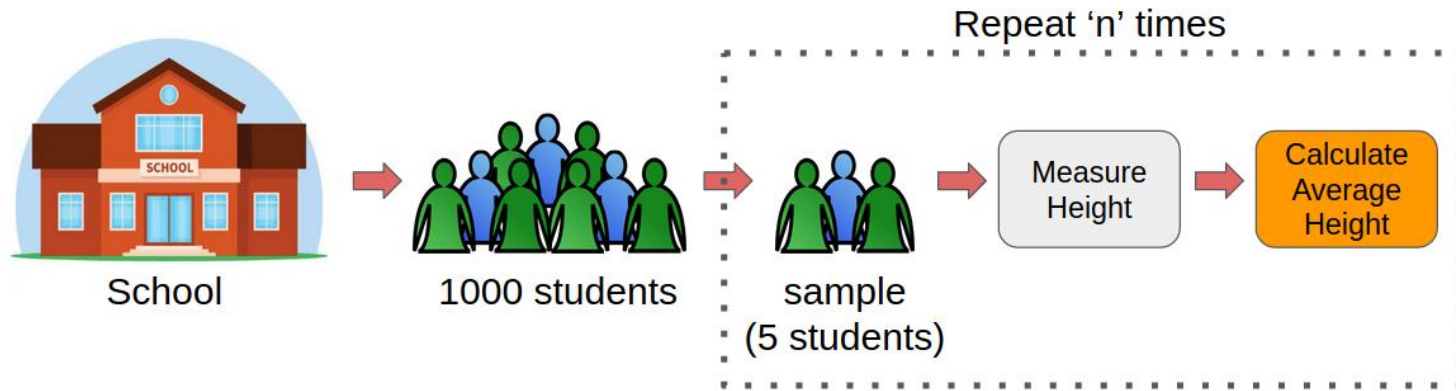 Repeat ‘n’ times
SCHOOL
School
1000 students
sample
(5 students)
Measure
Height
Calculate
Average
Height